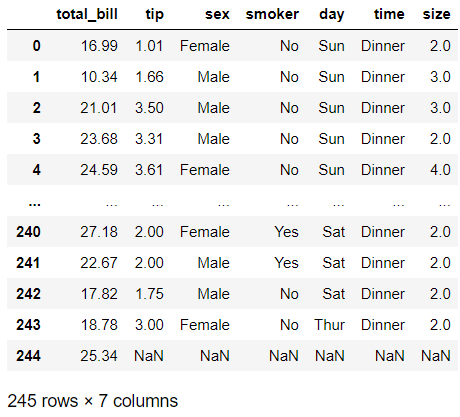 total_bill tip sex smoker day time size
0 16.99 1.01 Female No Sun Dinner 2.0
1 10.34 1.66 Male No Sun Dinner 3.0
2 21.01 3.50 Male No Sun Dinner 3.0
3 23.68 3.31 Male No Sun Dinner 2.0
4 24.59 3.61 Female No Sun Dinner 4.0
... ... ... ... ... ... ... ...
240 27.18 2.00 Female Yes Sat Dinner 2.0
241 22.67 2.00 Male Yes Sat Dinner 2.0
242 17.82 1.75 Male No Sat Dinner 2.0
243 18.78 3.00 Female No Thur Dinner 2.0
244 25.34 NaN NaN NaN NaN NaN NaN
245 rows × 7 columns